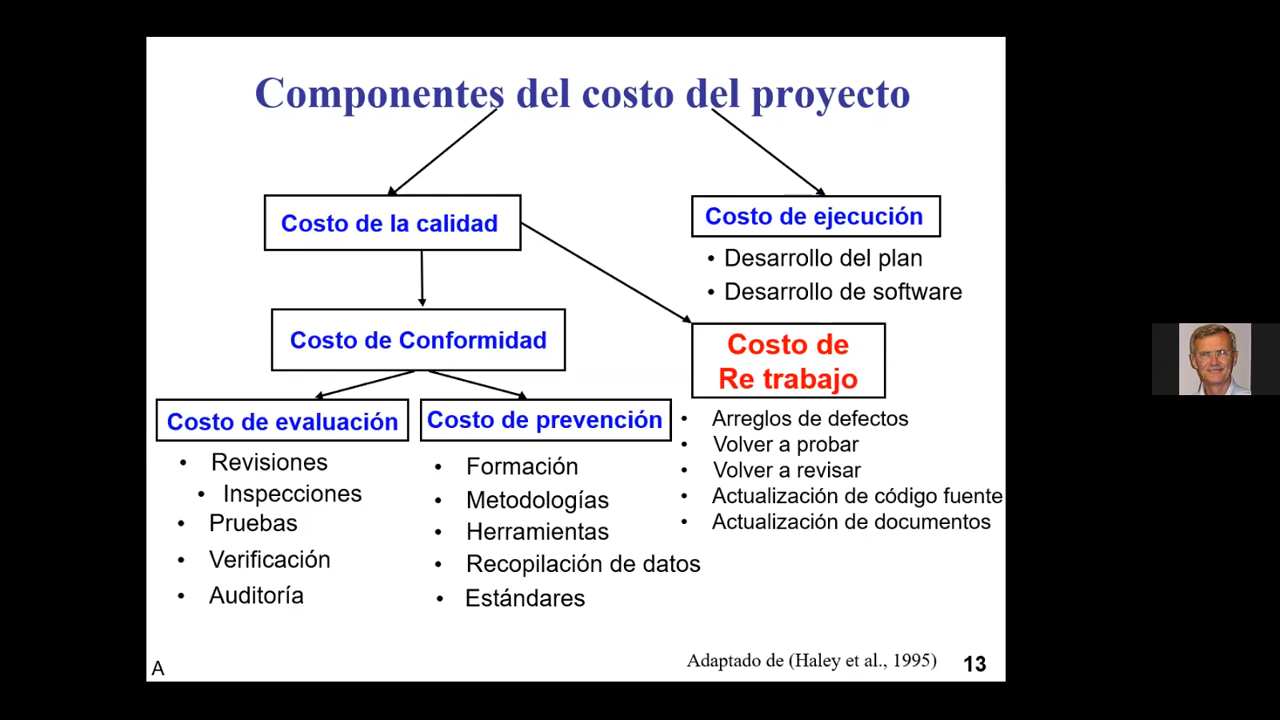 Componentes del costo del proyecto
Costo de la calidad
Costo de ejecución
• Desarrollo del plan
• Desarrollo de software
Costo de Conformidad
Costo de
Re trabajo
• Arreglos de defectos
• Volver a probar
• Volver a revisar
• Actualización de código fuente
• Actualización de documentos
Costo de evaluación
• Revisiones
• Inspecciones
• Pruebas
• Verificación
• Auditoría
Costo de prevención
• Formación
• Metodologías
• Herramientas
• Recopilación de datos
• Estándares
A
Adaptado de (Haley et al., 1995)
13